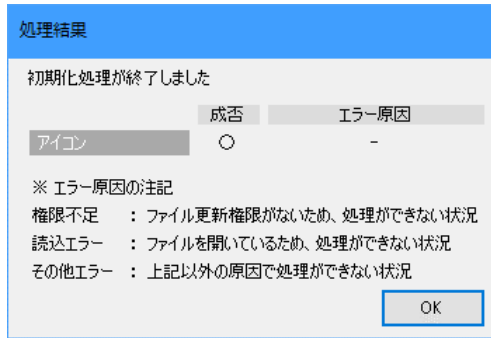 処理結果
初期化処理が終了しました
成否 エラー原因
アイコン ○ -
※ エラー原因の注記
権限不足 : ファイル更新権限がないため、処理ができない状況
読込エラー : ファイルを開いているため、処理ができない状況
その他エラー : 上記以外の原因で処理ができない状況
OK